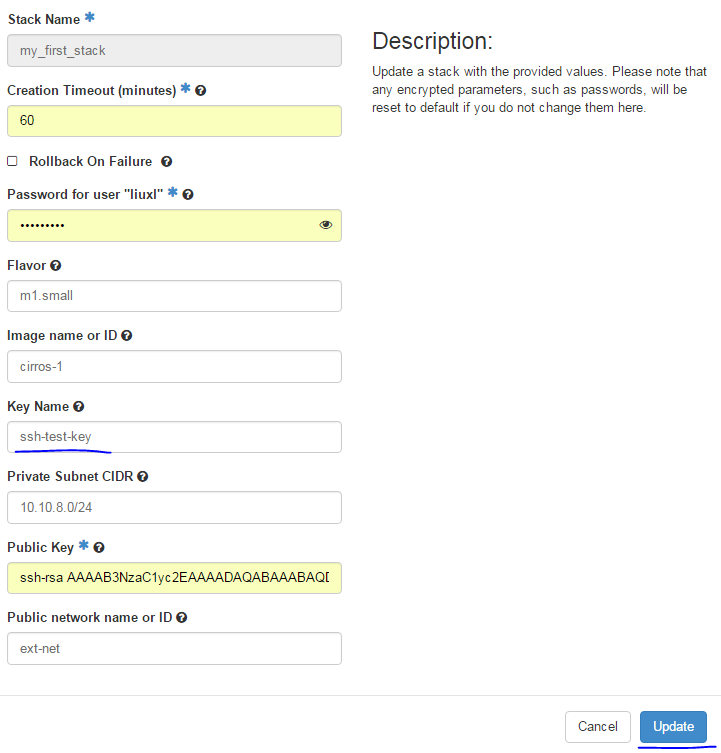 Stack Name *
my_first_stack
Creation Timeout (minutes) * ?
60
Rollback On Failure ?
Password for user "liuxl" * ?
•••••••••
Flavor ?
m1.small
Image name or ID ?
cirros-1
Key Name ?
ssh-test-key
Private Subnet CIDR ?
10.10.8.0/24
Public Key * ?
ssh-rsa AAAAB3NzaC1yc2EAAAADAQABAAABAQD
Public network name or ID ?
ext-net
Description:
Update a stack with the provided values. Please note that
any encrypted parameters, such as passwords, will be
reset to default if you do not change them here.
Cancel
Update